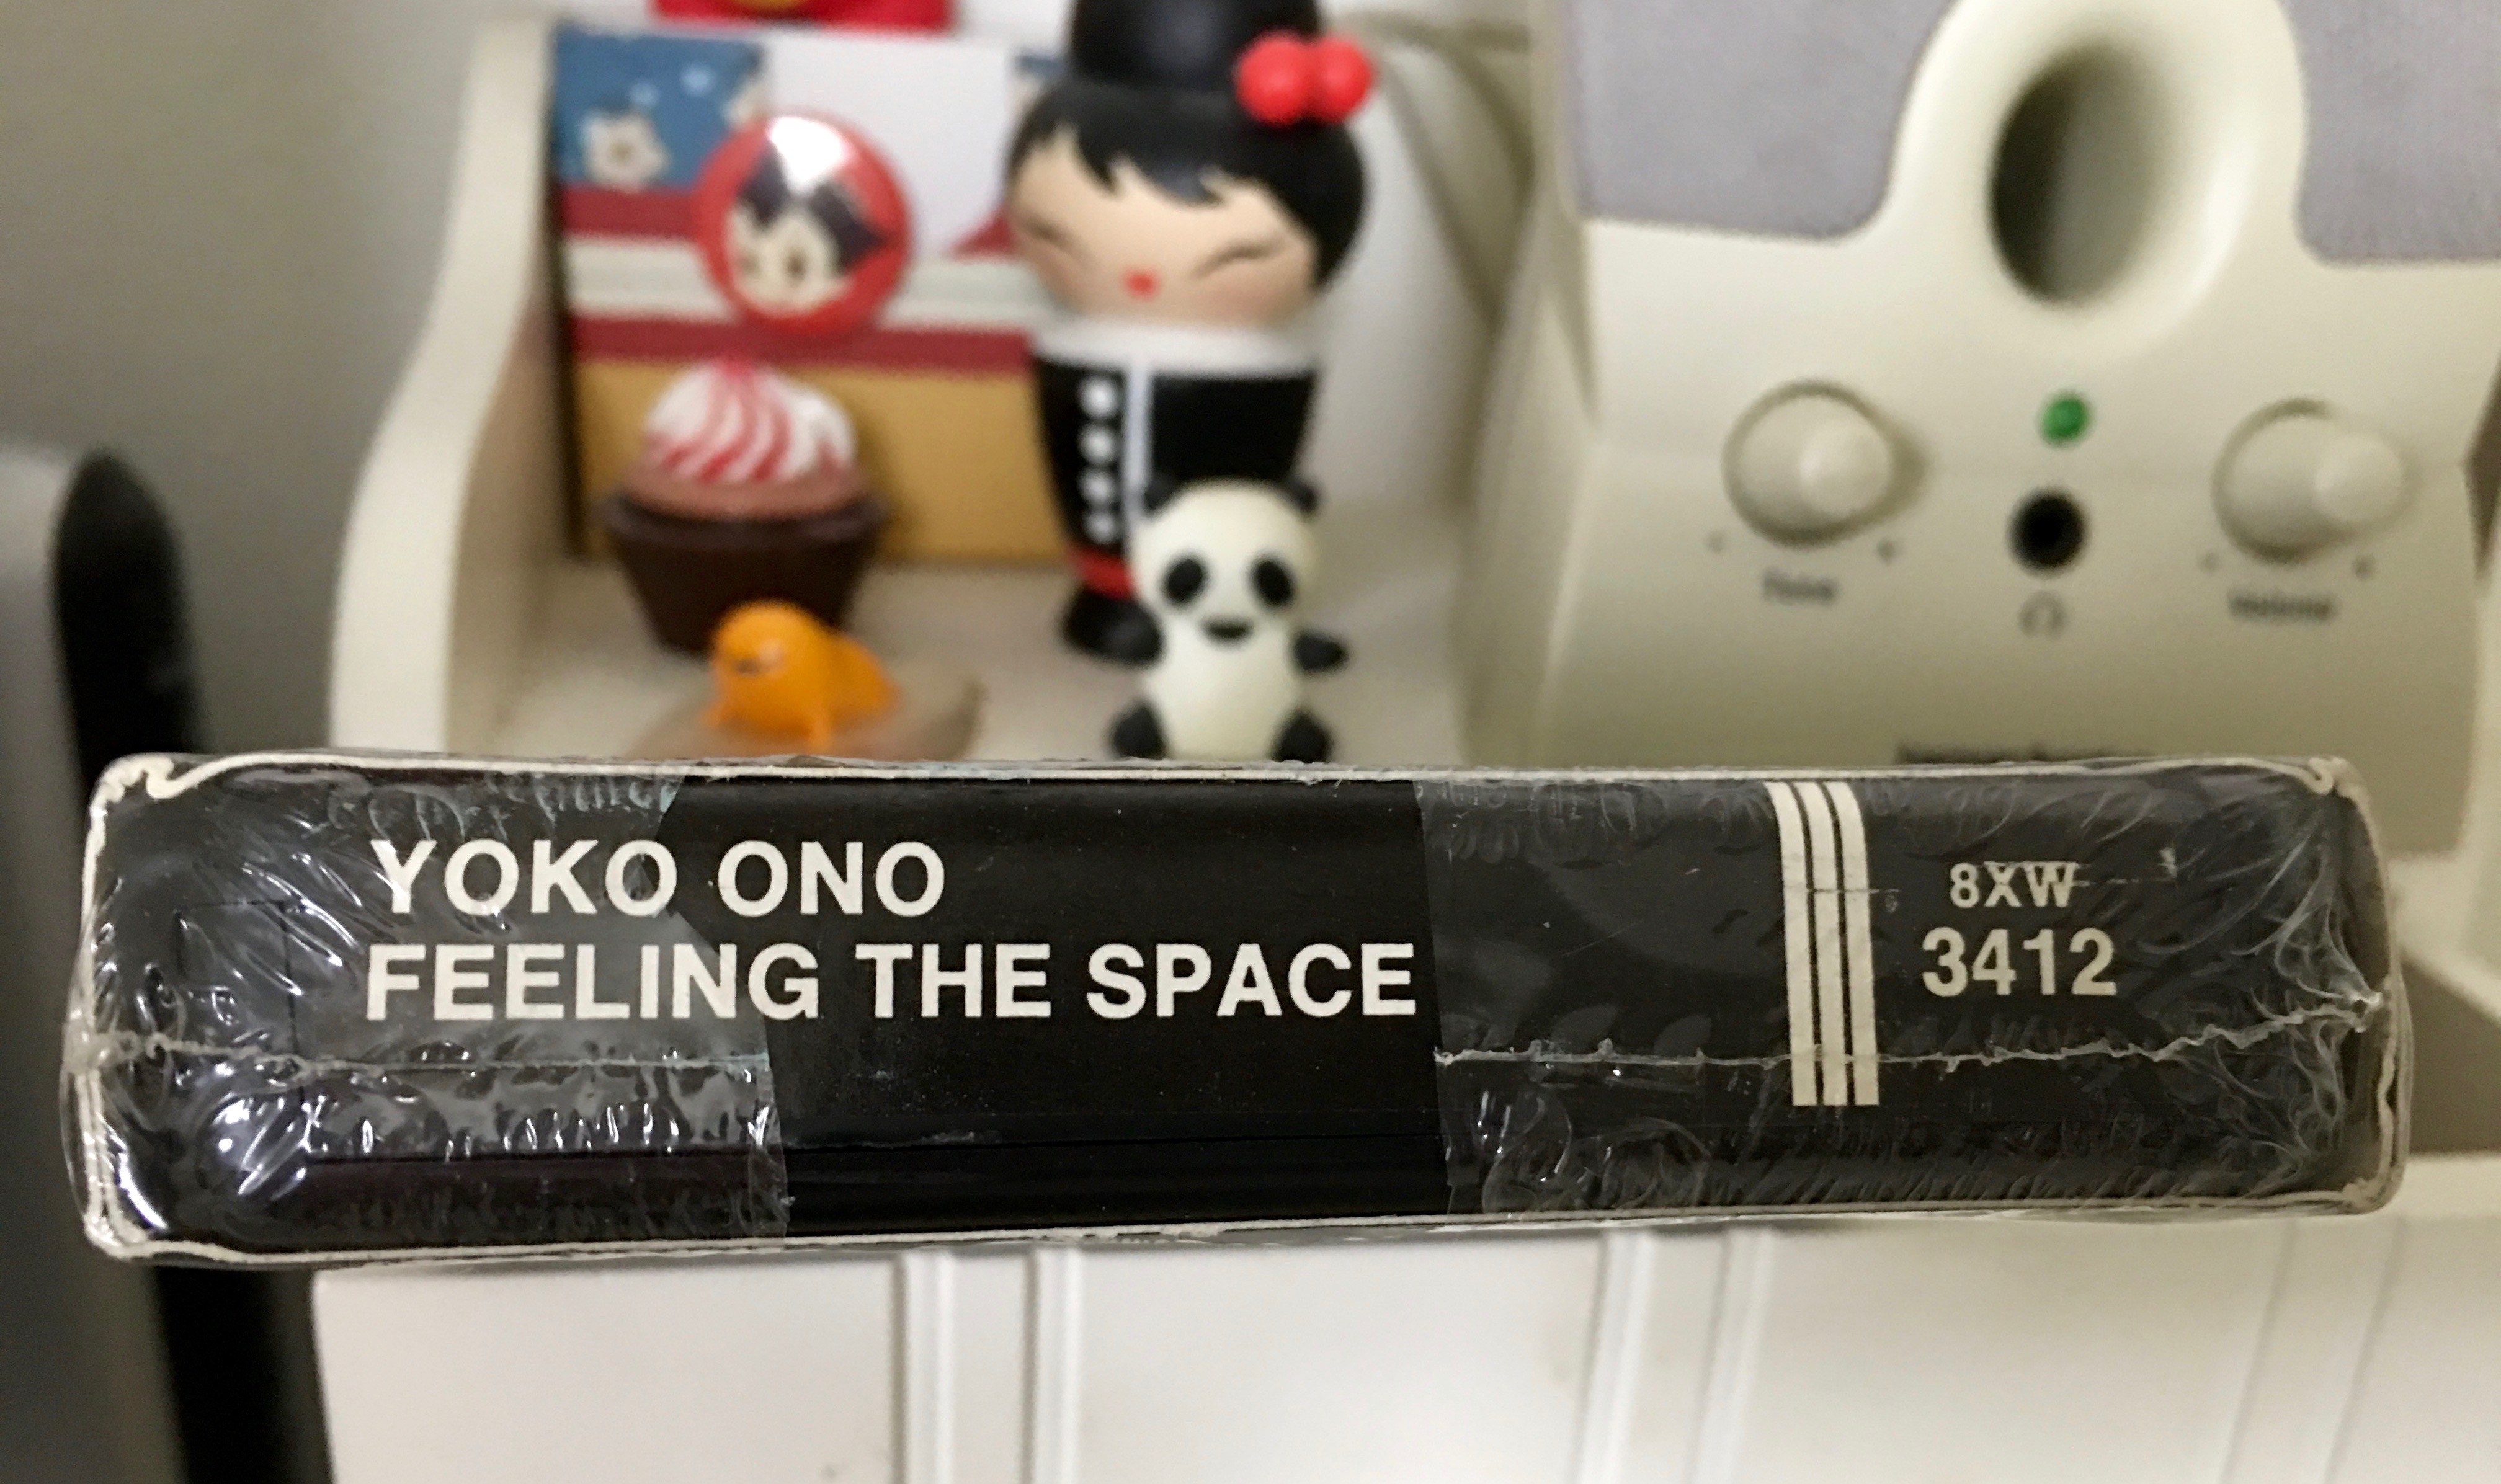 YOKO ONO
FEELING THE SPACE
8XW
3412